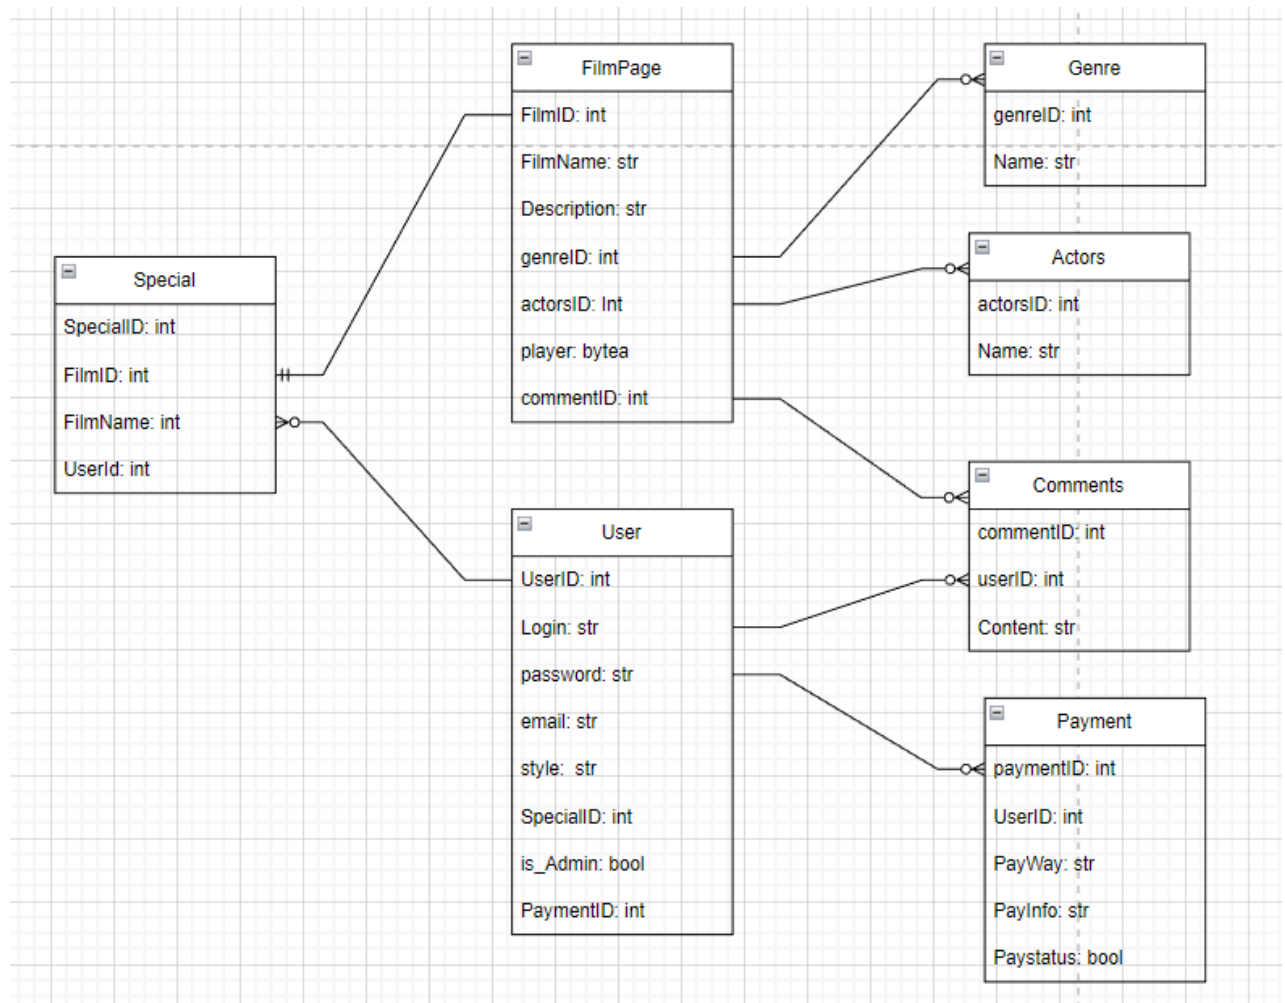 FilmPage
FilmID: int
FilmName: str
Description: str
genreID: int
actorsID: Int
player: bytea
commentID: int
Genre
genreID: int
Name: str
Actors
actorsID: int
Name: str
Special
SpecialID: int
FilmID: int
FilmName: int
UserId: int
Comments
commentID: int
userID: int
Content: str
User
UserID: int
Login: str
password: str
email: str
style:  str
SpecialID: int
is_Admin: bool
PaymentID: int
Payment
paymentID: int
UserID: int
PayWay: str
PayInfo: str
Paystatus: bool